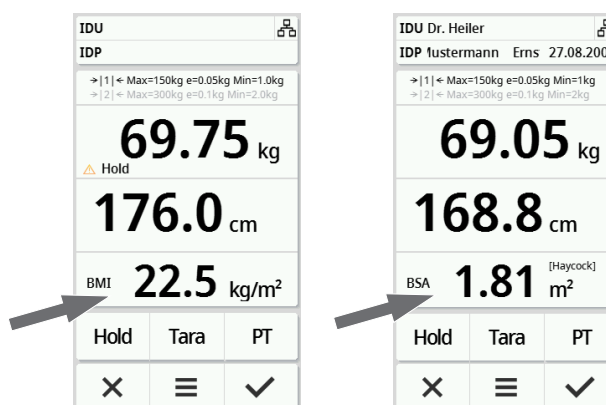 IDU
IDP
→|1|← Max=150kg e=0.05kg Min=1.0kg
→|2|← Max=300kg e=0.1kg Min=2.0kg
69.75 kg
⚠ Hold
176.0 cm
BMI 22.5 kg/m²
Hold Tara PT
IDU Dr. Heiler
IDP Mustermann Erns 27.08.200
→|1|← Max=150kg e=0.05kg Min=1kg
→|2|← Max=300kg e=0.1kg Min=2kg
69.05 kg
168.8 cm
BSA 1.81 [Haycock] m²
Hold Tara PT